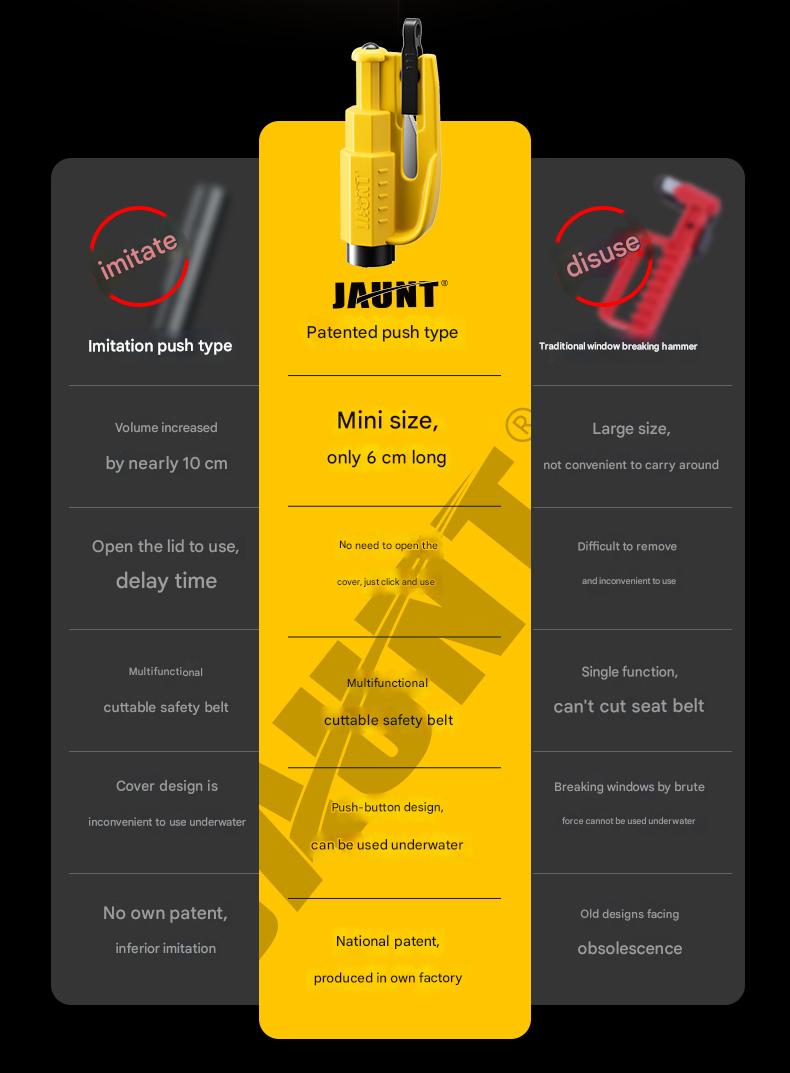 imitate
Imitation push type
Volume increased
by nearly 10 cm
Open the lid to use,
delay time
Multifunctional
cuttable safety belt
Cover design is
inconvenient to use underwater
No own patent,
inferior imitation
JAUNT
JAUNT®
Patented push type
Mini size,
only 6 cm long
No need to open the
cover, just click and use
Multifunctional
cuttable safety belt
Push-button design,
can be used underwater
National patent,
produced in own factory
JAUNT®
disuse
Traditional window breaking hammer
Large size,
not convenient to carry around
Difficult to remove
and inconvenient to use
Single function,
can't cut seat belt
Breaking windows by brute
force cannot be used underwater
Old designs facing
obsolescence